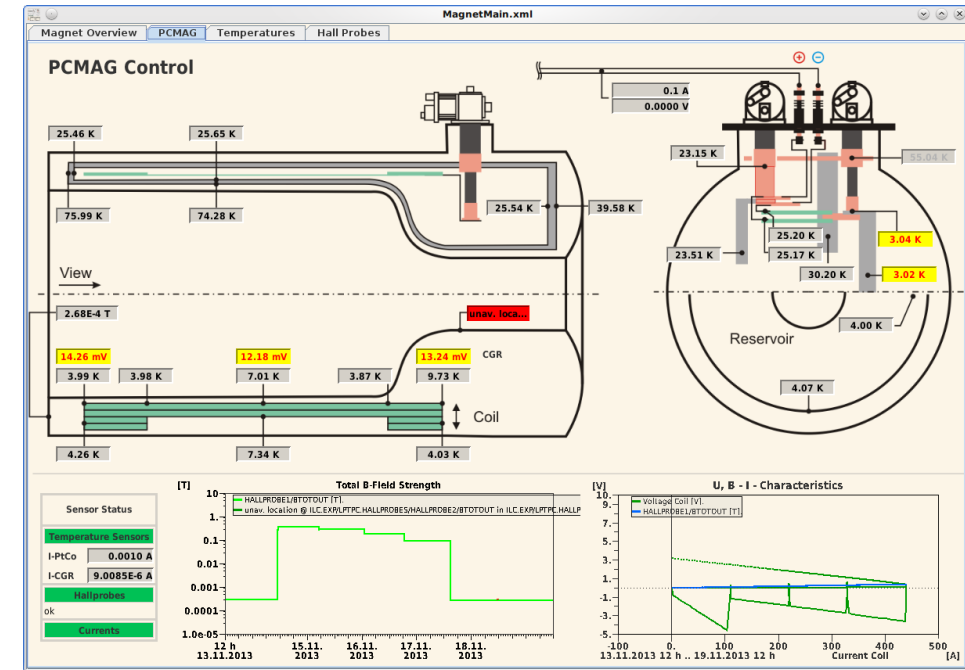 MagnetMain.xml
Magnet Overview PCMAG Temperatures Hall Probes
PCMAG Control
0.1 A
0.0000 V
25.46 K
25.65 K
23.15 K
55.04 K
75.99 K
74.28 K
25.54 K
39.58 K
25.20 K
3.04 K
23.51 K
25.17 K
30.20 K
3.02 K
View
2.68E-4 T
unav. loca...
4.00 K
Reservoir
14.26 mV
12.18 mV
13.24 mV
CGR
3.99 K
3.98 K
7.01 K
3.87 K
9.73 K
4.07 K
Coil
4.26 K
7.34 K
4.03 K
Sensor Status
Temperature Sensors
I-PtCo 0.0010 A
I-CGR 9.0085E-6 A
Hallprobes
ok
Currents
[T] Total B-Field Strength
HALLPROBE1/BTOTOUT [T].
unav. location @ ILC.EXP/LPTPC.HALLPROBES/HALLPROBE2/BTOTOUT in ILC.EXP/LPTPC.HALLP
10
1.
0.1
0.01
0.001
0.0001
1.0e-05
12 h 15.11. 16.11. 17.11. 18.11.
13.11.2013 2013 2013 2013 2013
[V] U, B - I - Characteristics
Voltage Coil [V].
HALLPROBE1/BTOTOUT [T].
10.
9.
7.
5.
3.
1.
-1.
-3.
-5.
-100 0 100 200 300 400 500
13.11.2013 12 h .. 19.11.2013 12 h Current Coil [A]